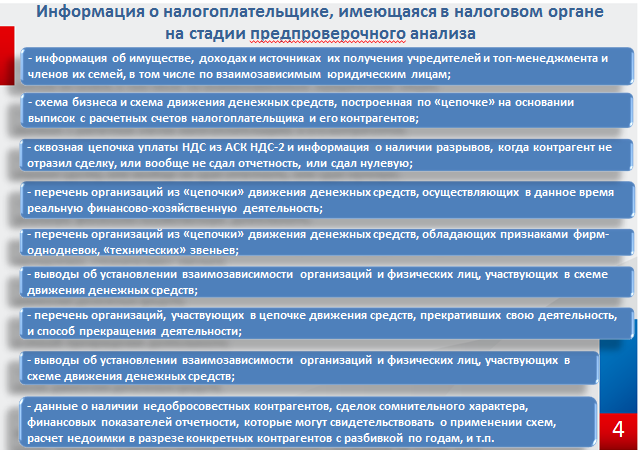 Информация о налогоплательщике, имеющаяся в налоговом органе
на стадии предпроверочного анализа
- информация об имуществе, доходах и источниках их получения учредителей и топ-менеджмента и
членов их семей, в том числе по взаимозависимым юридическим лицам;
- схема бизнеса и схема движения денежных средств, построенная по «цепочке» на основании
выписок с расчетных счетов налогоплательщика и его контрагентов;
- сквозная цепочка уплаты НДС из АСК НДС-2 и информация о наличии разрывов, когда контрагент не
отразил сделку, или вообще не сдал отчетность, или сдал нулевую;
- перечень организаций из «цепочки» движения денежных средств, осуществляющих в данное время
реальную финансово-хозяйственную деятельность;
- перечень организаций из «цепочки» движения денежных средств, обладающих признаками фирм-
однодневок, «технических» звеньев;
- выводы об установлении взаимозависимости организаций и физических лиц, участвующих в схеме
движения денежных средств;
- перечень организаций, участвующих в цепочке движения средств, прекративших свою деятельность,
и способ прекращения деятельности;
- выводы об установлении взаимозависимости организаций и физических лиц, участвующих в
схеме движения денежных средств;
- данные о наличии недобросовестных контрагентов, сделок сомнительного характера,
финансовых показателей отчетности, которые могут свидетельствовать о применении схем,
расчет недоимки в разрезе конкретных контрагентов с разбивкой по годам, и т.п.
4